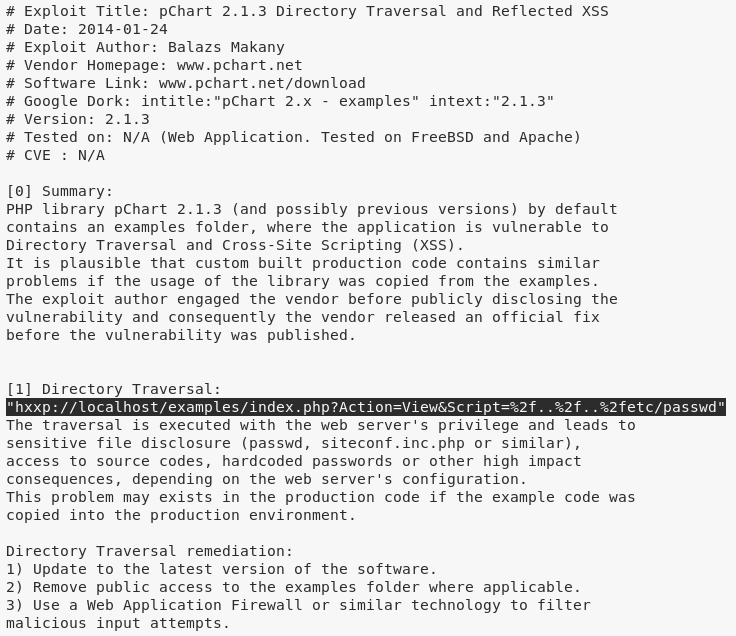 # Exploit Title: pChart 2.1.3 Directory Traversal and Reflected XSS
# Date: 2014-01-24
# Exploit Author: Balazs Makany
# Vendor Homepage: www.pchart.net
# Software Link: www.pchart.net/download
# Google Dork: intitle:"pChart 2.x - examples" intext:"2.1.3"
# Version: 2.1.3
# Tested on: N/A (Web Application. Tested on FreeBSD and Apache)
# CVE : N/A
[0] Summary:
PHP library pChart 2.1.3 (and possibly previous versions) by default
contains an examples folder, where the application is vulnerable to
Directory Traversal and Cross-Site Scripting (XSS).
It is plausible that custom built production code contains similar
problems if the usage of the library was copied from the examples.
The exploit author engaged the vendor before publicly disclosing the
vulnerability and consequently the vendor released an official fix
before the vulnerability was published.
[1] Directory Traversal:
"hxxp://localhost/examples/index.php?Action=View&Script=%2f..%2f..%2fetc/passwd"
The traversal is executed with the web server's privilege and leads to
sensitive file disclosure (passwd, siteconf.inc.php or similar),
access to source codes, hardcoded passwords or other high impact
consequences, depending on the web server's configuration.
This problem may exists in the production code if the example code was
copied into the production environment.
Directory Traversal remediation:
1) Update to the latest version of the software.
2) Remove public access to the examples folder where applicable.
3) Use a Web Application Firewall or similar technology to filter
malicious input attempts.